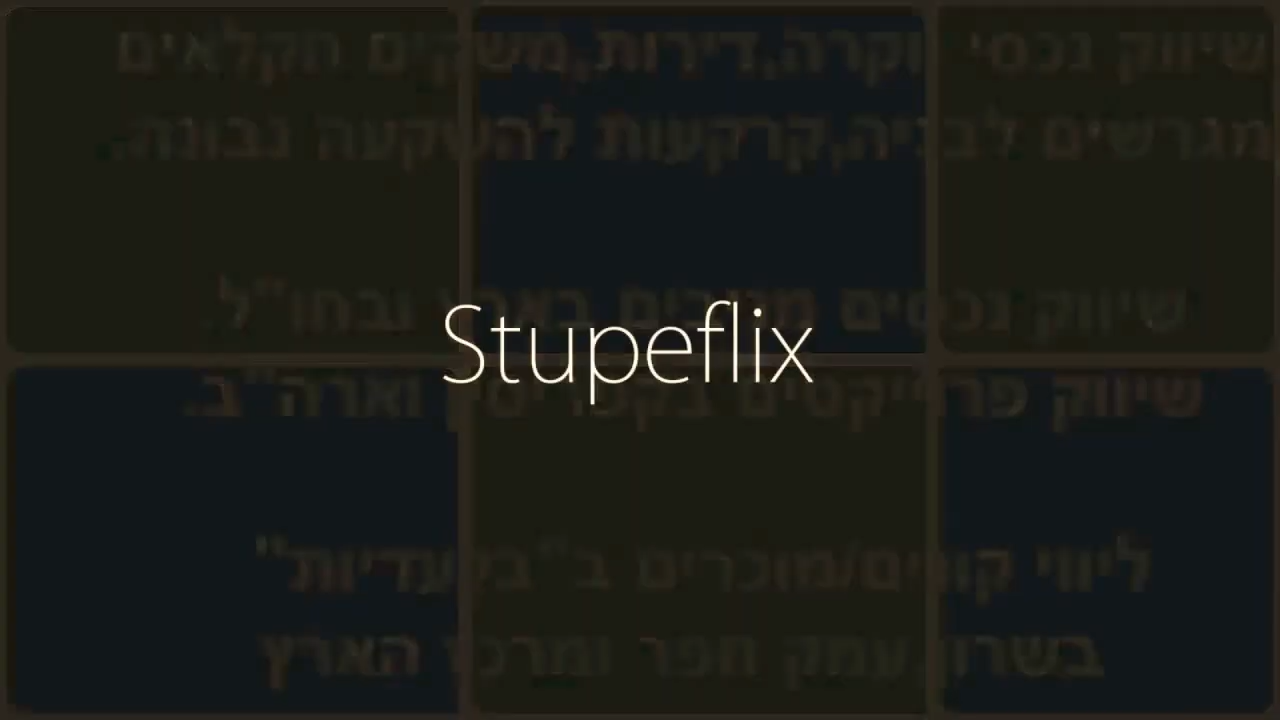 שיווק נכסי יוקרה,דירות,משקים חקלאים
מגרשים לבניה,קרקעות להשקעה נבונה.
שיווק נכסים מניבים בארץ ובחו"ל.
Stupeflix
שיווק פרוייקטים בקפריסין וארה"ב.
ליווי קונים/מוכרים ב"בילעדיות"
בשרון,עמק חפר ומרכז הארץ